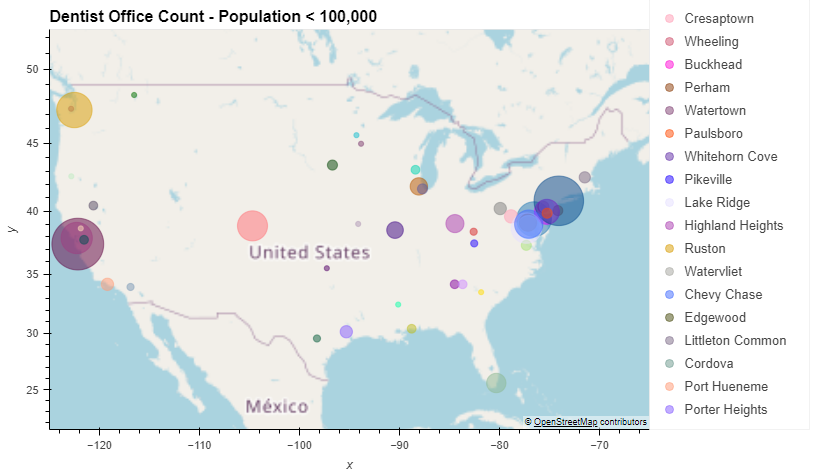 Dentist Office Count - Population < 100,000
50
45
40
35
30
25
y
−120
−110
−100
−90
−80
−70
x
United States
México
© OpenStreetMap contributors
Cresaptown
Wheeling
Buckhead
Perham
Watertown
Paulsboro
Whitehorn Cove
Pikeville
Lake Ridge
Highland Heights
Ruston
Watervliet
Chevy Chase
Edgewood
Littleton Common
Cordova
Port Hueneme
Porter Heights